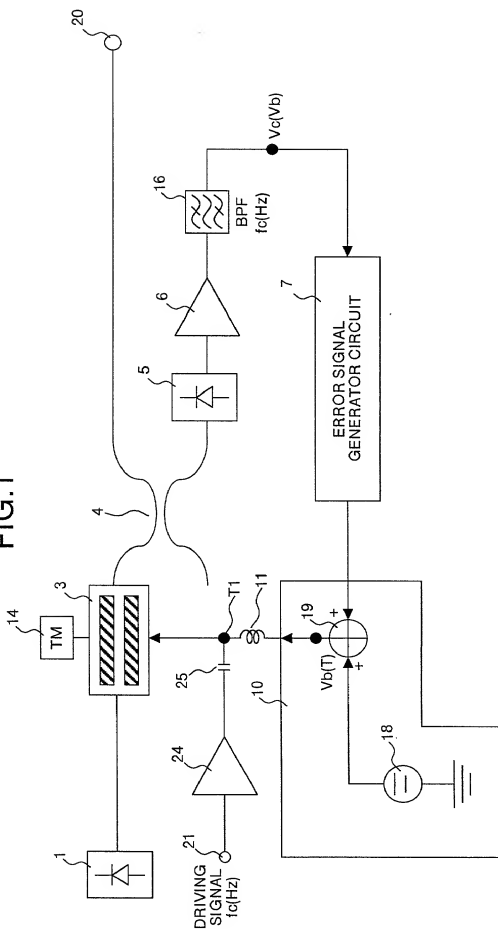 FIG.1
20
Vc(Vb)
16
BPF
fc(Hz)
6
5
7
ERROR SIGNAL
GENERATOR CIRCUIT
4
14
TM
3
T1
11
25
10
Vb(T)
19
+
+
18
24
1
21
DRIVING
SIGNAL
fc(Hz)